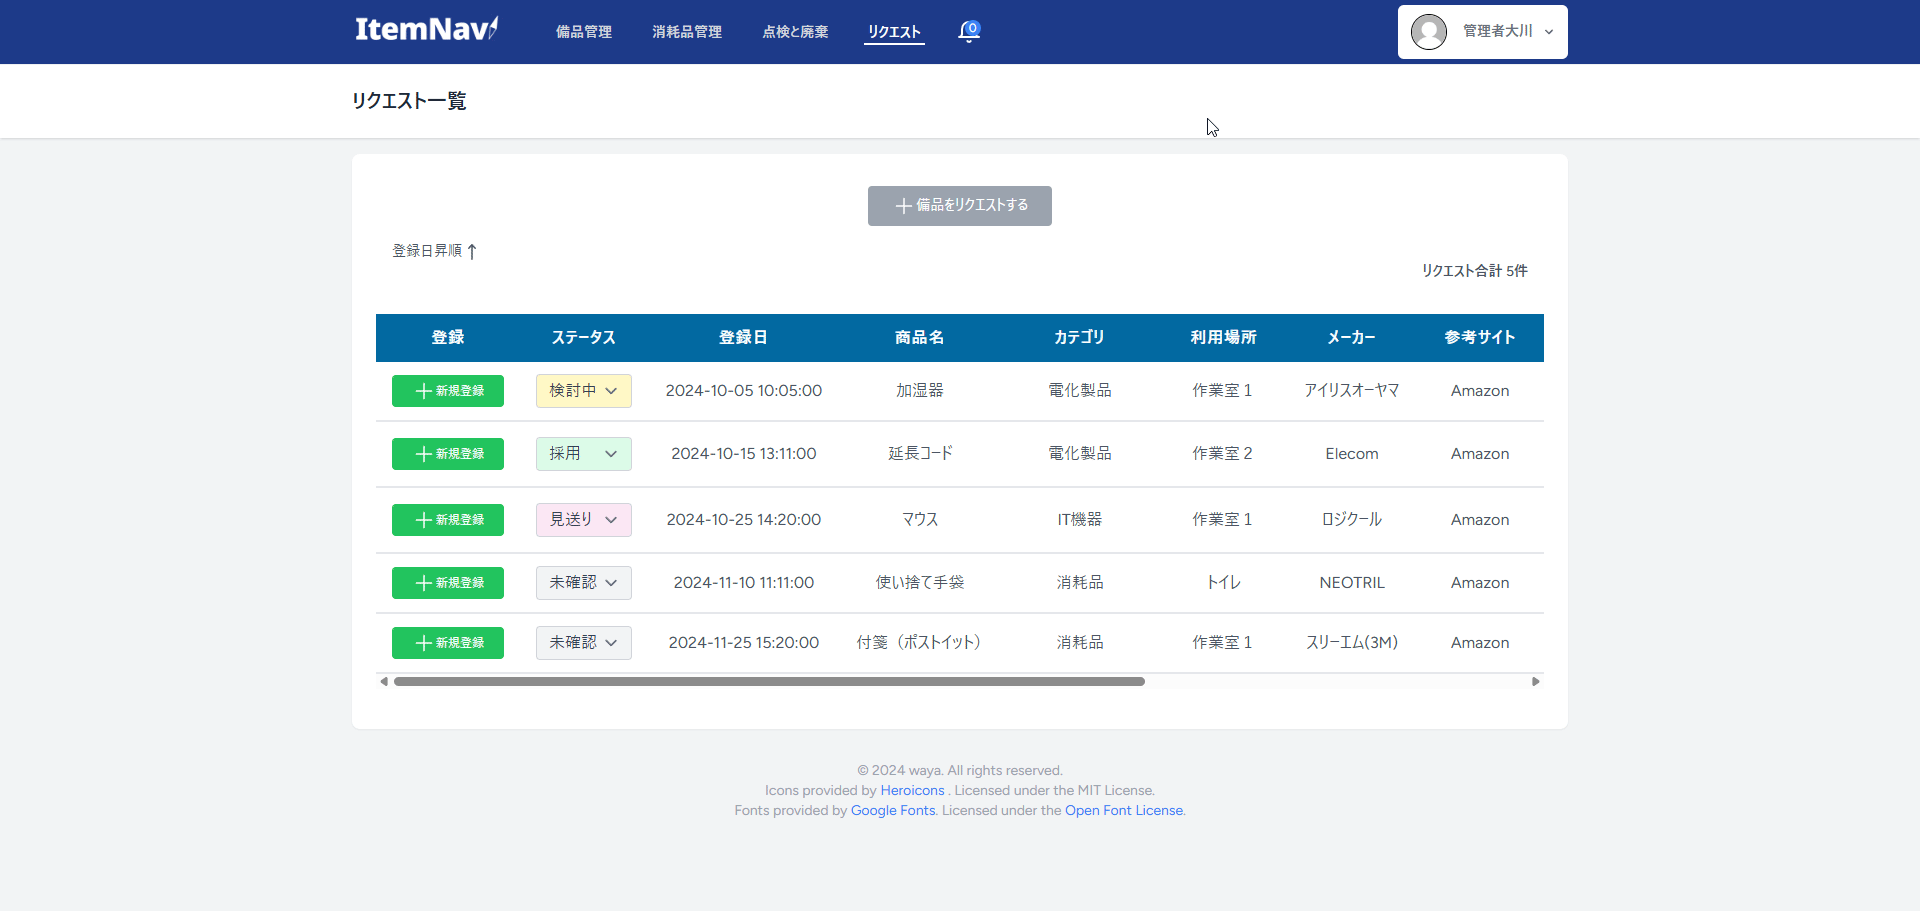 ItemNavi
備品管理 消耗品管理 点検と廃棄 リクエスト 0 管理者大川
リクエスト一覧
備品をリクエストする
登録日昇順
リクエスト合計 5件
登録 ステータス 登録日 商品名 カテゴリ 利用場所 メーカー 参考サイト
新規登録 検討中 2024-10-05 10:05:00 加湿器 電化製品 作業室1 アイリスオーヤマ Amazon
新規登録 採用 2024-10-15 13:11:00 延長コード 電化製品 作業室2 Elecom Amazon
新規登録 見送り 2024-10-25 14:20:00 マウス IT機器 作業室1 ロジクール Amazon
新規登録 未確認 2024-11-10 11:11:00 使い捨て手袋 消耗品 トイレ NEOTRIL Amazon
新規登録 未確認 2024-11-25 15:20:00 付箋（ポストイット） 消耗品 作業室1 スリーエム(3M) Amazon
© 2024 waya. All rights reserved.
Icons provided by Heroicons . Licensed under the MIT License.
Fonts provided by Google Fonts. Licensed under the Open Font License.